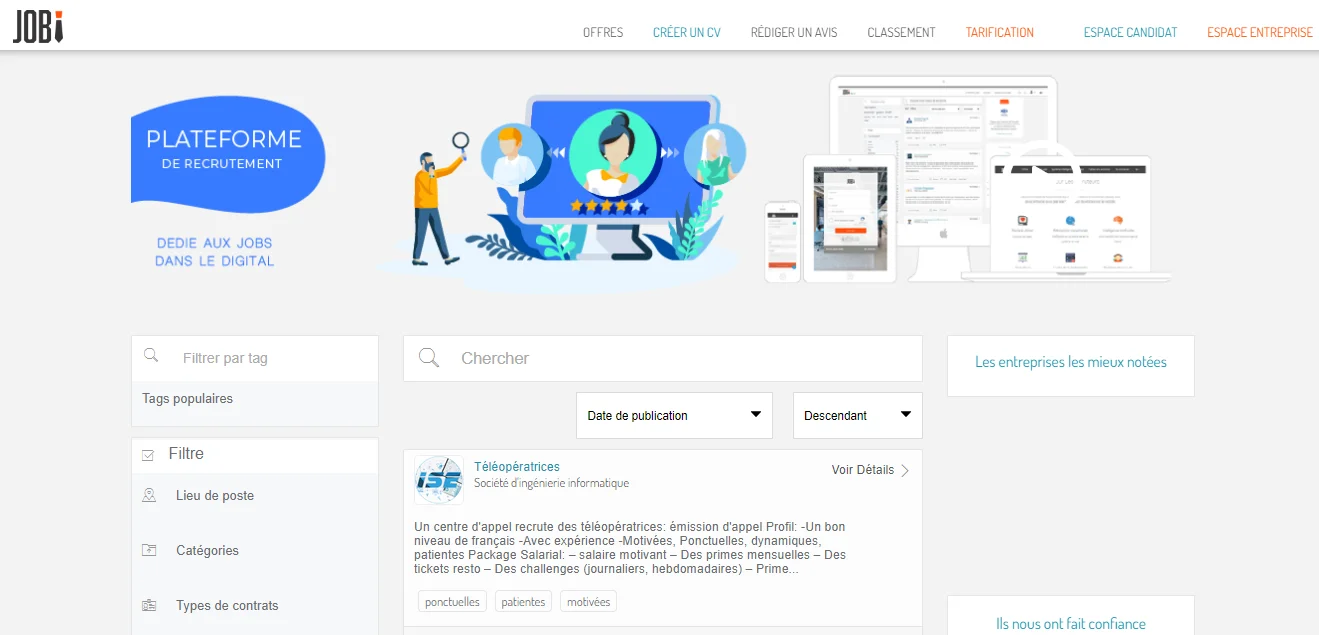 JOBi
OFFRES
CRÉER UN CV
RÉDIGER UN AVIS
CLASSEMENT
TARIFICATION
ESPACE CANDIDAT
ESPACE ENTREPRISE
PLATEFORME
DE RECRUTEMENT
DEDIE AUX JOBS
DANS LE DIGITAL
Filtrer par tag
Tags populaires
Filtre
Lieu de poste
Catégories
Types de contrats
Chercher
Date de publication
Descendant
ISE
Téléopératrices
Société d'ingénierie informatique
Voir Détails
Un centre d'appel recrute des téléopératrices: émission d'appel Profil: -Un bon
niveau de français -Avec expérience -Motivées, Ponctuelles, dynamiques,
patientes Package Salarial: – salaire motivant – Des primes mensuelles – Des
tickets resto – Des challenges (journaliers, hebdomadaires) – Prime...
ponctuelles
patientes
motivées
Les entreprises les mieux notées
Ils nous ont fait confiance